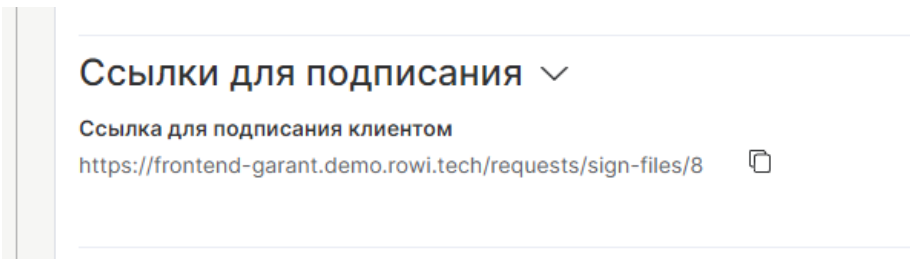 Ссылки для подписания
Ссылка для подписания клиентом
https://frontend-garant.demo.rowi.tech/requests/sign-files/8